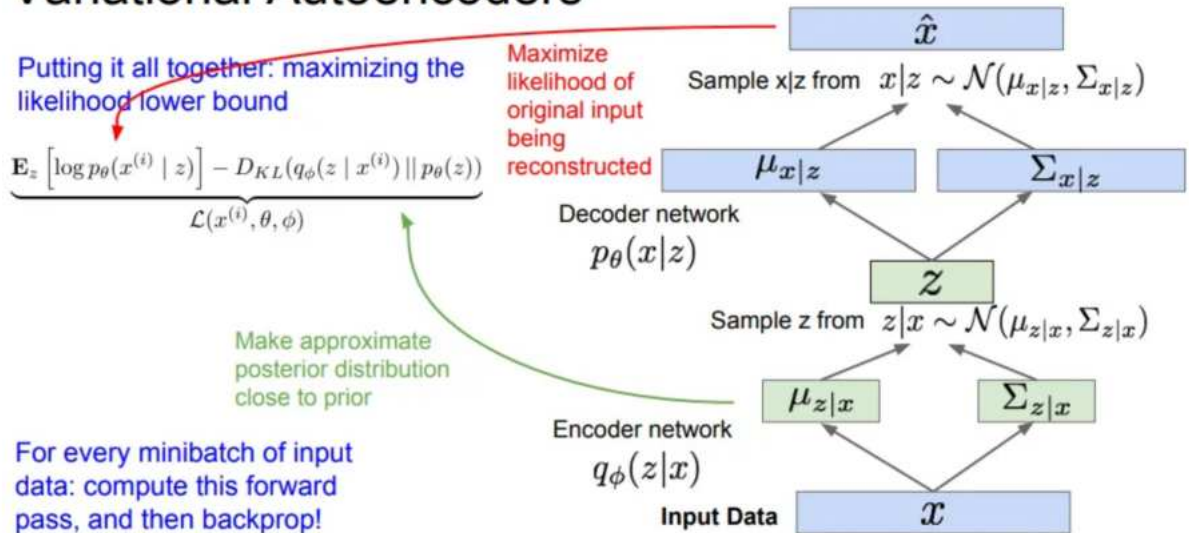 Variational Autoencoders
Putting it all together: maximizing the
likelihood lower bound
E_z [log p_θ(x^(i) | z)] − D_KL(q_ϕ(z | x^(i)) || p_θ(z))
L(x^(i), θ, ϕ)
Make approximate
posterior distribution
close to prior
For every minibatch of input
data: compute this forward
pass, and then backprop!
Maximize
likelihood of
original input
being
reconstructed
x̂
Sample x|z from x|z ∼ N(μ_x|z, Σ_x|z)
μ_x|z Σ_x|z
Decoder network
p_θ(x|z)
z
Sample z from z|x ∼ N(μ_z|x, Σ_z|x)
μ_z|x Σ_z|x
Encoder network
q_ϕ(z|x)
Input Data x